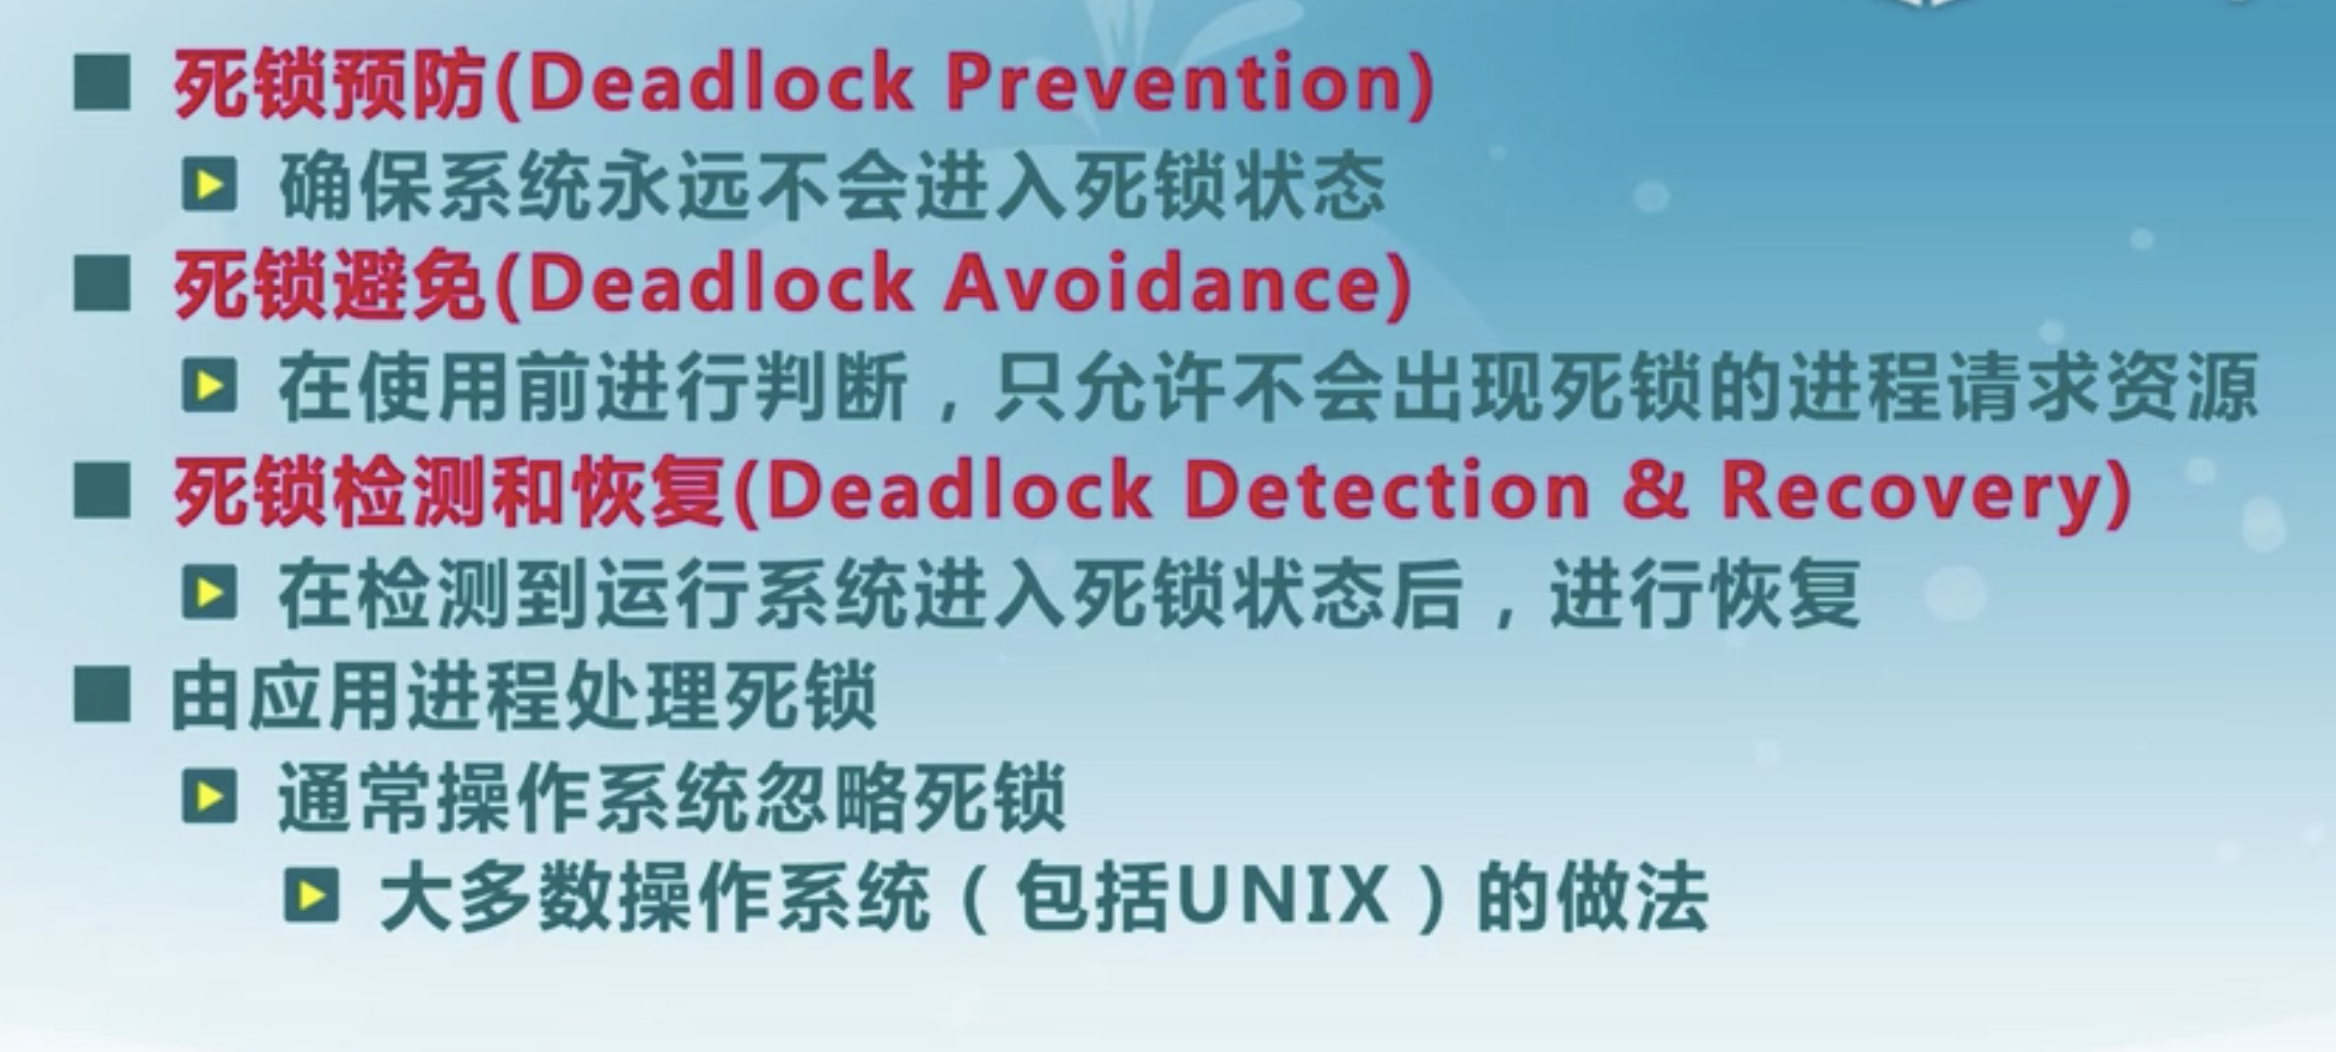 死锁预防(Deadlock Prevention)
确保系统永远不会进入死锁状态
死锁避免(Deadlock Avoidance)
在使用前进行判断，只允许不会出现死锁的进程请求资源
死锁检测和恢复(Deadlock Detection & Recovery)
在检测到运行系统进入死锁状态后，进行恢复
由应用进程处理死锁
通常操作系统忽略死锁
大多数操作系统（包括UNIX）的做法